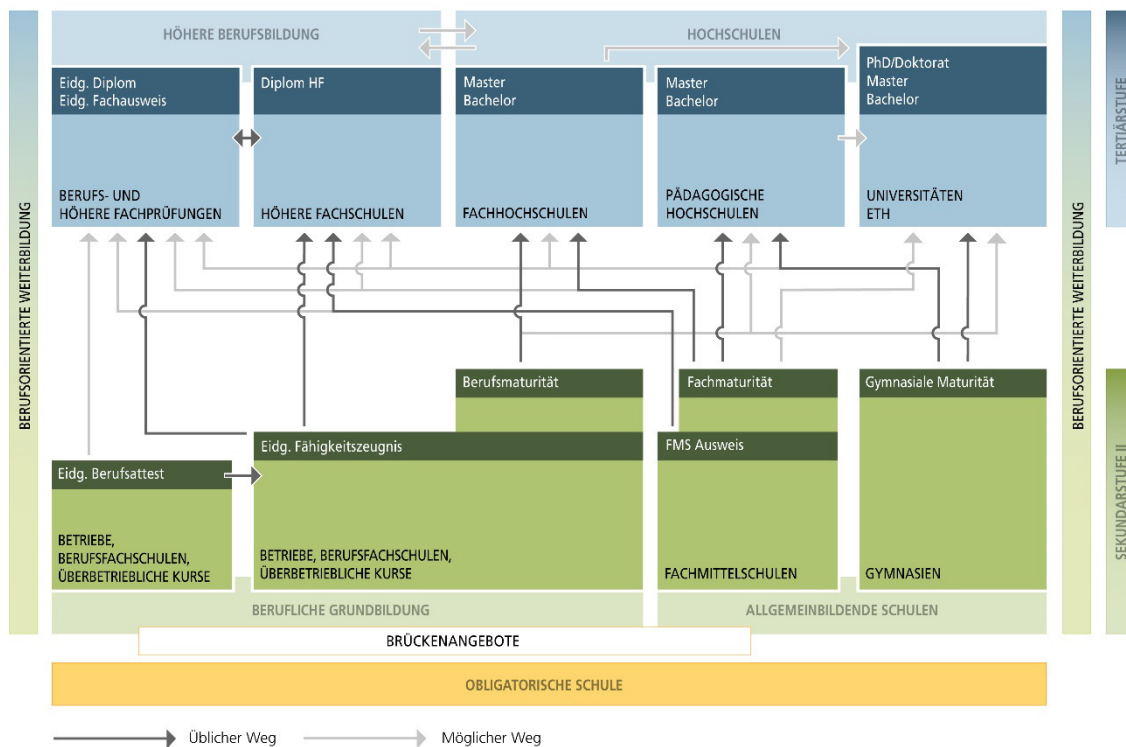 HÖHERE BERUFSBILDUNG
HOCHSCHULEN
Eidg. Diplom
Eidg. Fachausweis
Diplom HF
Master
Bachelor
Master
Bachelor
PhD/Doktorat
Master
Bachelor
BERUFS- UND
HÖHERE FACHPRÜFUNGEN
HÖHERE FACHSCHULEN
FACHHOCHSCHULEN
PÄDAGOGISCHE
HOCHSCHULEN
UNIVERSITÄTEN
ETH
BERUFSORIENTIERTE WEITERBILDUNG
BERUFSORIENTIERTE WEITERBILDUNG
TERTIÄRSTUFE
SEKUNDARSTUFE II
Berufsmaturität
Fachmaturität
Gymnasiale Maturität
Eidg. Fähigkeitszeugnis
FMS Ausweis
Eidg. Berufsattest
BETRIEBE,
BERUFSFACHSCHULEN,
ÜBERBETRIEBLICHE KURSE
BETRIEBE, BERUFSFACHSCHULEN,
ÜBERBETRIEBLICHE KURSE
FACHMITTELSCHULEN
GYMNASIEN
BERUFLICHE GRUNDBILDUNG
ALLGEMEINBILDENDE SCHULEN
BRÜCKENANGEBOTE
OBLIGATORISCHE SCHULE
Üblicher Weg
Möglicher Weg